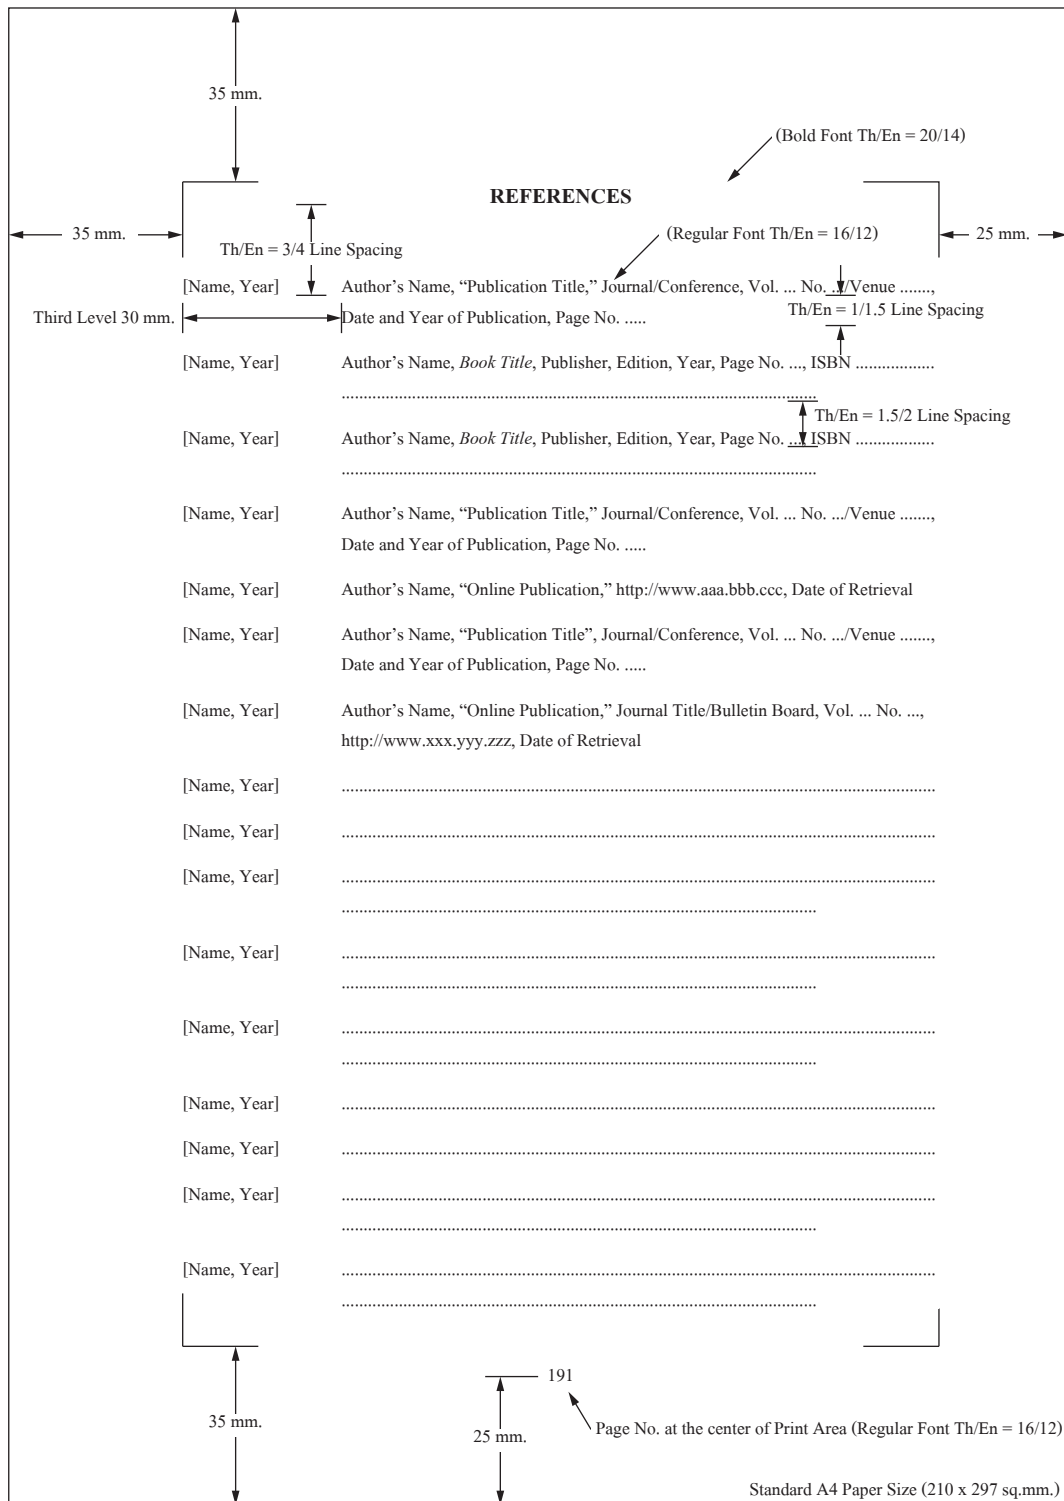 35 mm.
(Bold Font Th/En = 20/14)
REFERENCES
35 mm.
Th/En = 3/4 Line Spacing
(Regular Font Th/En = 16/12)
25 mm.
[Name, Year] Author’s Name, “Publication Title,” Journal/Conference, Vol. ... No. .../Venue .......,
Third Level 30 mm. Date and Year of Publication, Page No. .....
Th/En = 1/1.5 Line Spacing
[Name, Year] Author’s Name, Book Title, Publisher, Edition, Year, Page No. ..., ISBN ..................
............................................................................................................
Th/En = 1.5/2 Line Spacing
[Name, Year] Author’s Name, Book Title, Publisher, Edition, Year, Page No. ..., ISBN ..................
............................................................................................................
[Name, Year] Author’s Name, “Publication Title,” Journal/Conference, Vol. ... No. .../Venue .......,
Date and Year of Publication, Page No. .....
[Name, Year] Author’s Name, “Online Publication,” http://www.aaa.bbb.ccc, Date of Retrieval
[Name, Year] Author’s Name, “Publication Title”, Journal/Conference, Vol. ... No. .../Venue .......,
Date and Year of Publication, Page No. .....
[Name, Year] Author’s Name, “Online Publication,” Journal Title/Bulletin Board, Vol. ... No. ...,
http://www.xxx.yyy.zzz, Date of Retrieval
[Name, Year] .......................................................................................................................................
[Name, Year] .......................................................................................................................................
[Name, Year] .......................................................................................................................................
............................................................................................................
[Name, Year] .......................................................................................................................................
............................................................................................................
[Name, Year] .......................................................................................................................................
............................................................................................................
[Name, Year] .......................................................................................................................................
[Name, Year] .......................................................................................................................................
[Name, Year] .......................................................................................................................................
............................................................................................................
[Name, Year] .......................................................................................................................................
............................................................................................................
191
35 mm.
25 mm.
Page No. at the center of Print Area (Regular Font Th/En = 16/12)
Standard A4 Paper Size (210 x 297 sq.mm.)